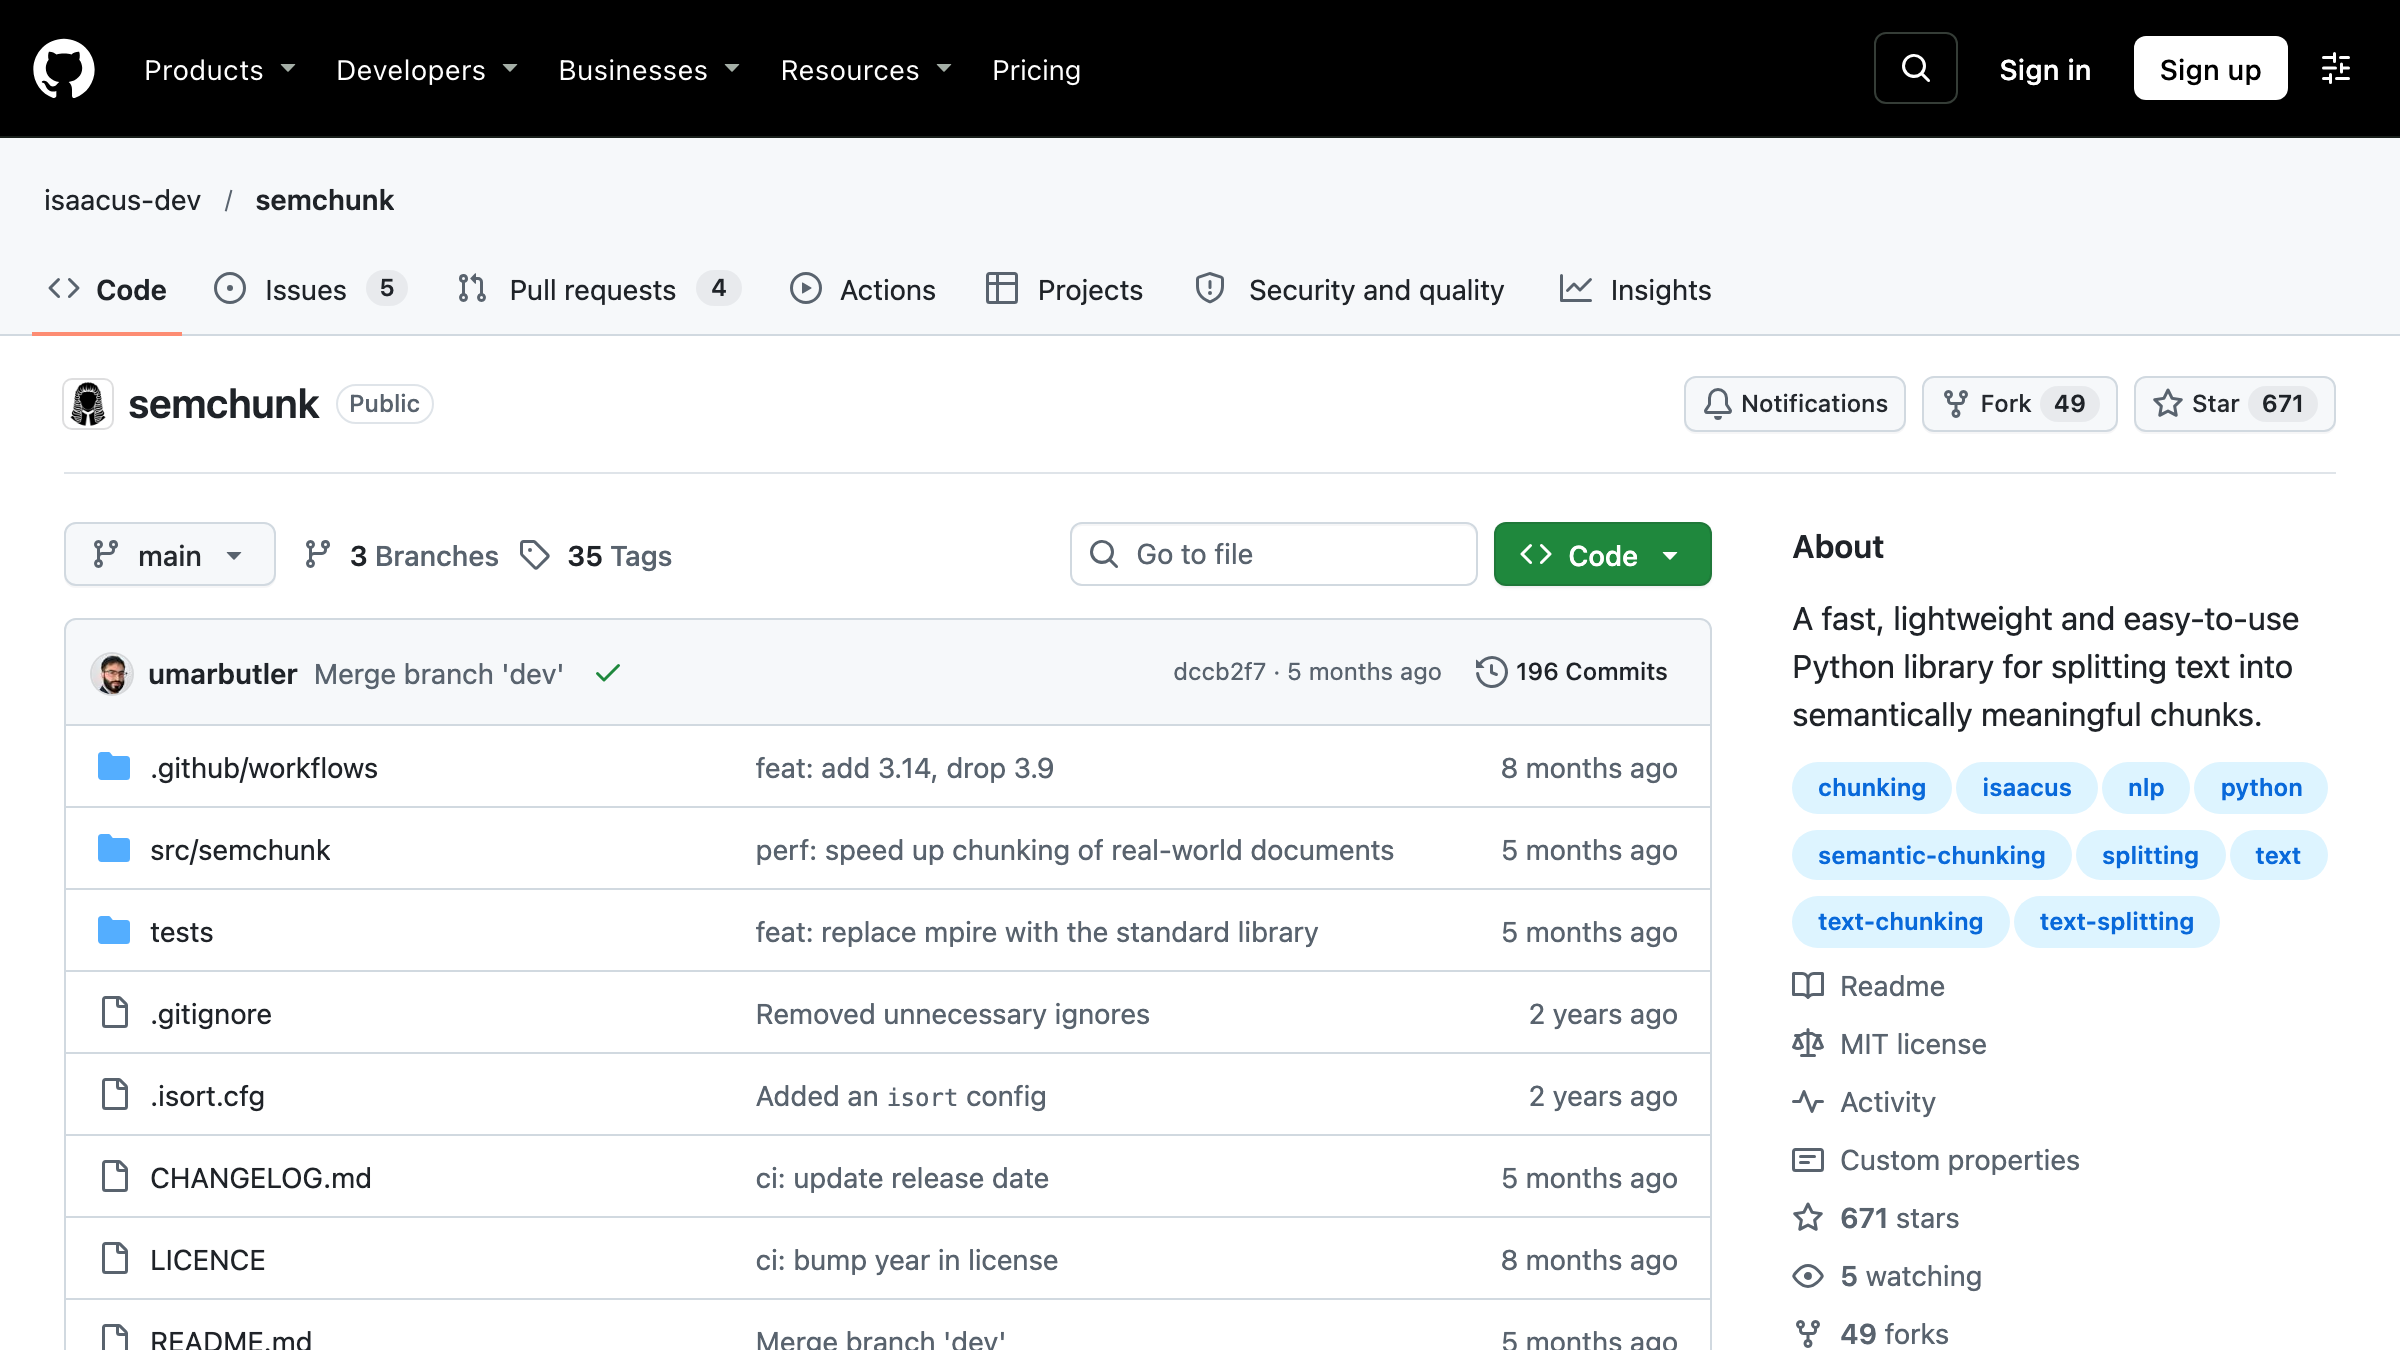 Products Developers Businesses Resources Pricing Sign in Sign up
isaacus-dev / semchunk
Code Issues 5 Pull requests 4 Actions Projects Security and quality Insights
semchunk Public Notifications Fork 49 Star 671
main 3 Branches 35 Tags Go to file Code
umarbutler Merge branch 'dev' dccb2f7 · 5 months ago 196 Commits
.github/workflows feat: add 3.14, drop 3.9 8 months ago
src/semchunk perf: speed up chunking of real-world documents 5 months ago
tests feat: replace mpire with the standard library 5 months ago
.gitignore Removed unnecessary ignores 2 years ago
.isort.cfg Added an isort config 2 years ago
CHANGELOG.md ci: update release date 5 months ago
LICENCE ci: bump year in license 8 months ago
README.md Merge branch 'dev' 5 months ago
About
A fast, lightweight and easy-to-use
Python library for splitting text into
semantically meaningful chunks.
chunking isaacus nlp python
semantic-chunking splitting text
text-chunking text-splitting
Readme
MIT license
Activity
Custom properties
671 stars
5 watching
49 forks